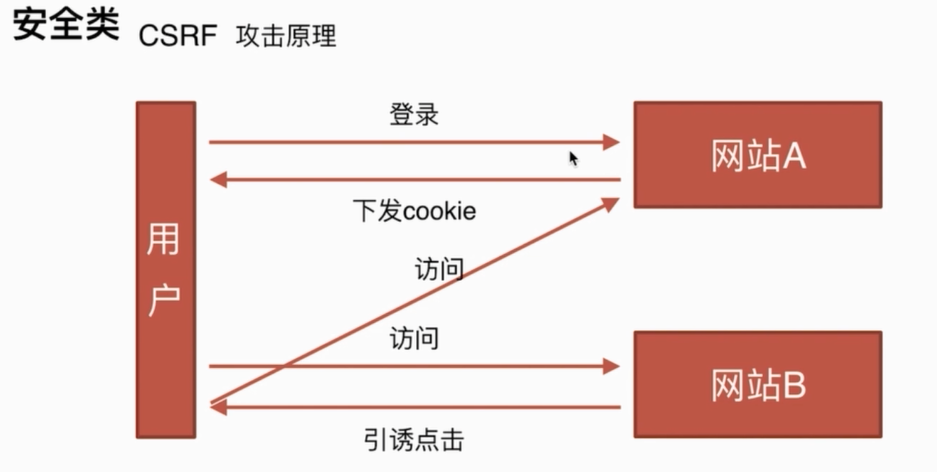 安全类 CSRF 攻击原理
登录
网站A
下发cookie
用户
访问
访问
网站B
引诱点击